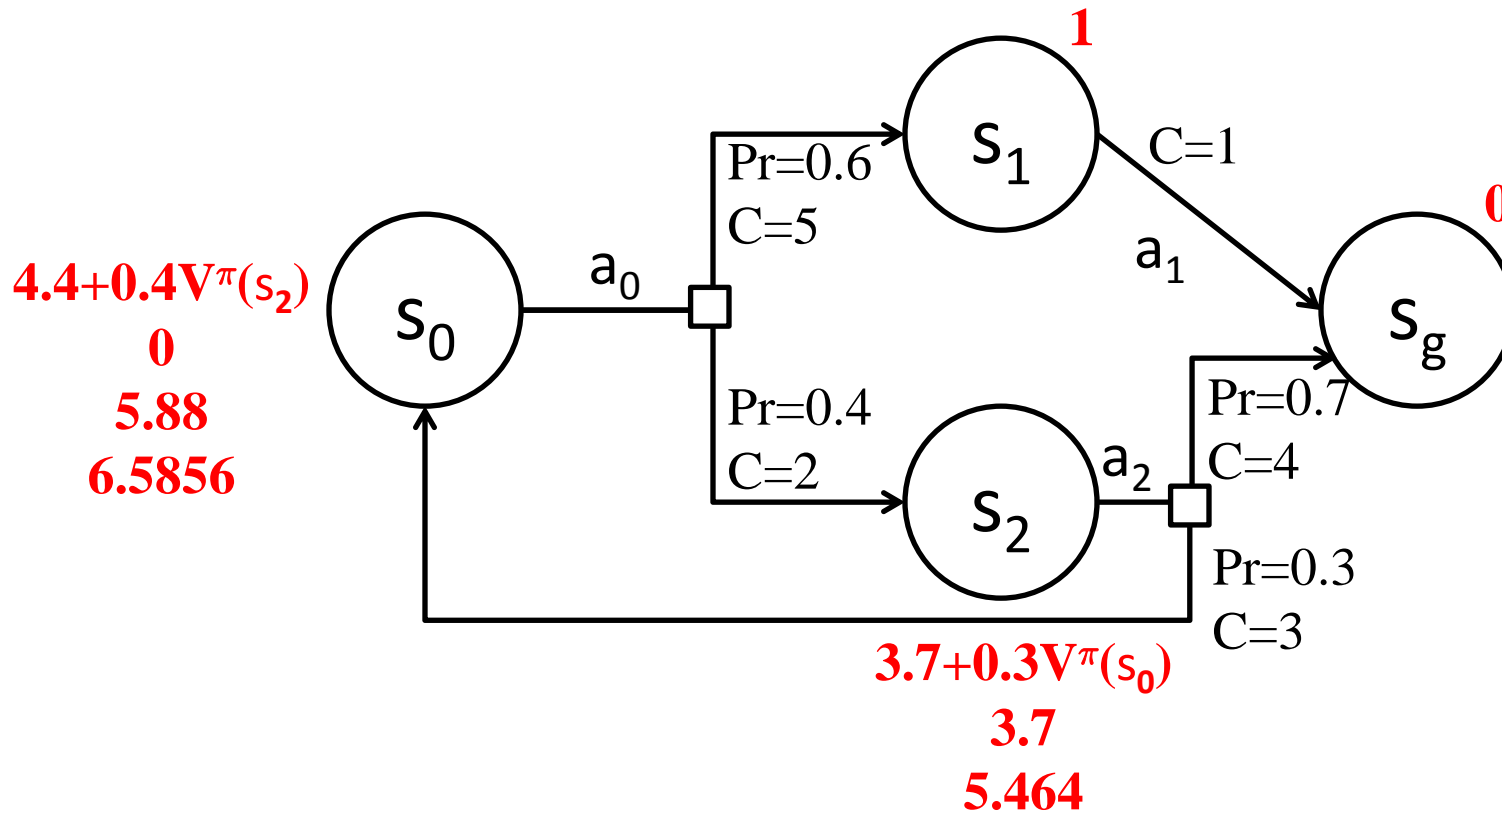 1
s1
C=1
Pr=0.6
C=5
0
a1
a0
4.4+0.4Vπ(s2)
0
5.88
6.5856
s0
sg
Pr=0.4
C=2
Pr=0.7
C=4
a2
s2
Pr=0.3
C=3
3.7+0.3Vπ(s0)
3.7
5.464